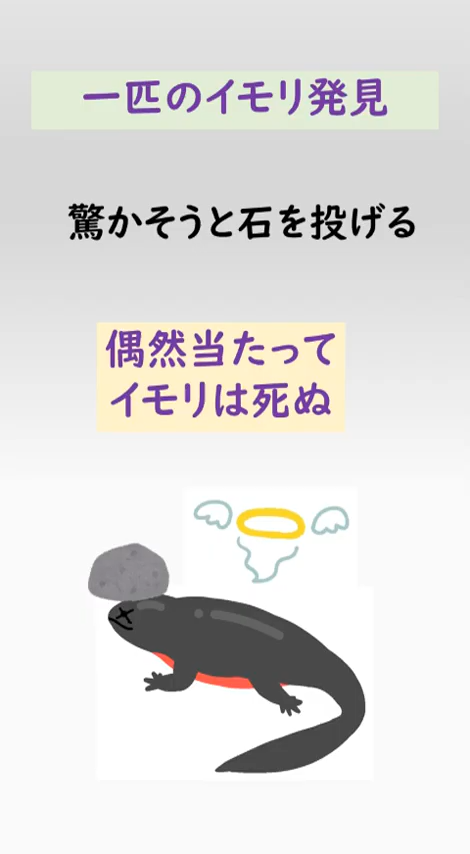 一匹のイモリ発見
驚かそうと石を投げる
偶然当たって
イモリは死ぬ